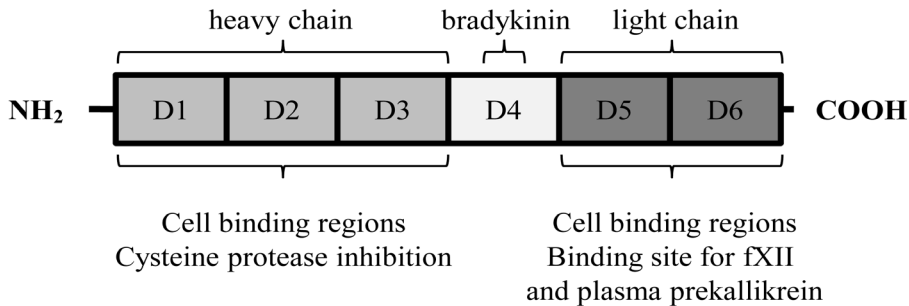 heavy chain
bradykinin
light chain
NH₂
D1
D2
D3
D4
D5
D6
COOH
Cell binding regions
Cysteine protease inhibition
Cell binding regions
Binding site for fXII
and plasma prekallikrein